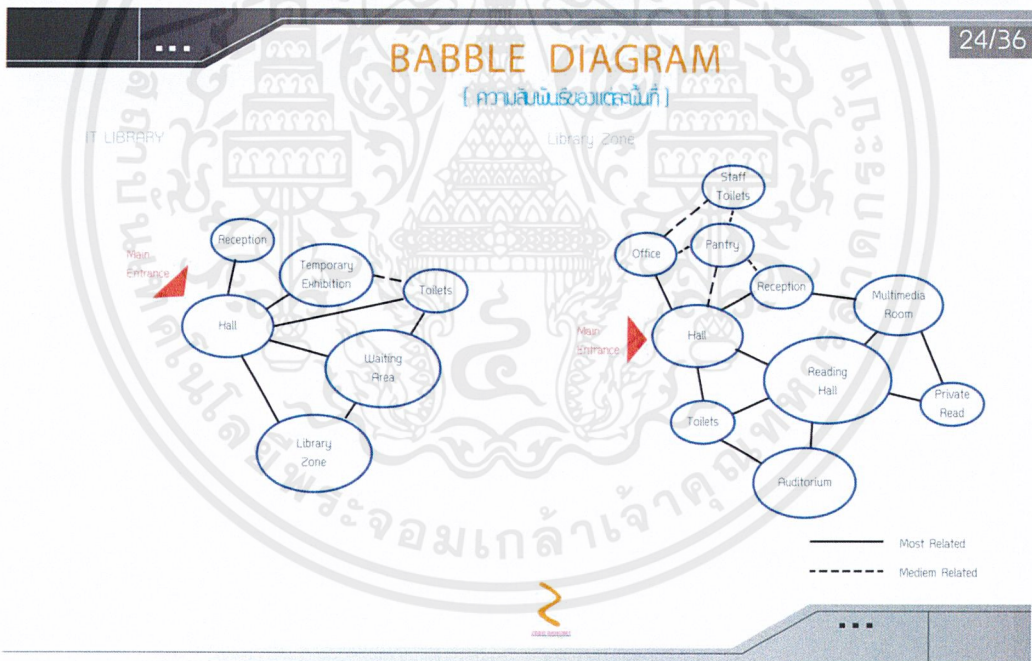 24/36
BABBLE DIAGRAM
[ ความสัมพันธ์ของแต่ละพื้นที่ ]
IT LIBRARY
Main
Entrance
Reception
Temporary
Exhibition
Toilets
Hall
Waiting
Area
Library
Zone
Library Zone
Staff
Toilets
Office
Pantry
Reception
Multimedia
Room
Main
Entrance
Hall
Reading
Hall
Private
Read
Toilets
Auditorium
Most Related
Mediem Related